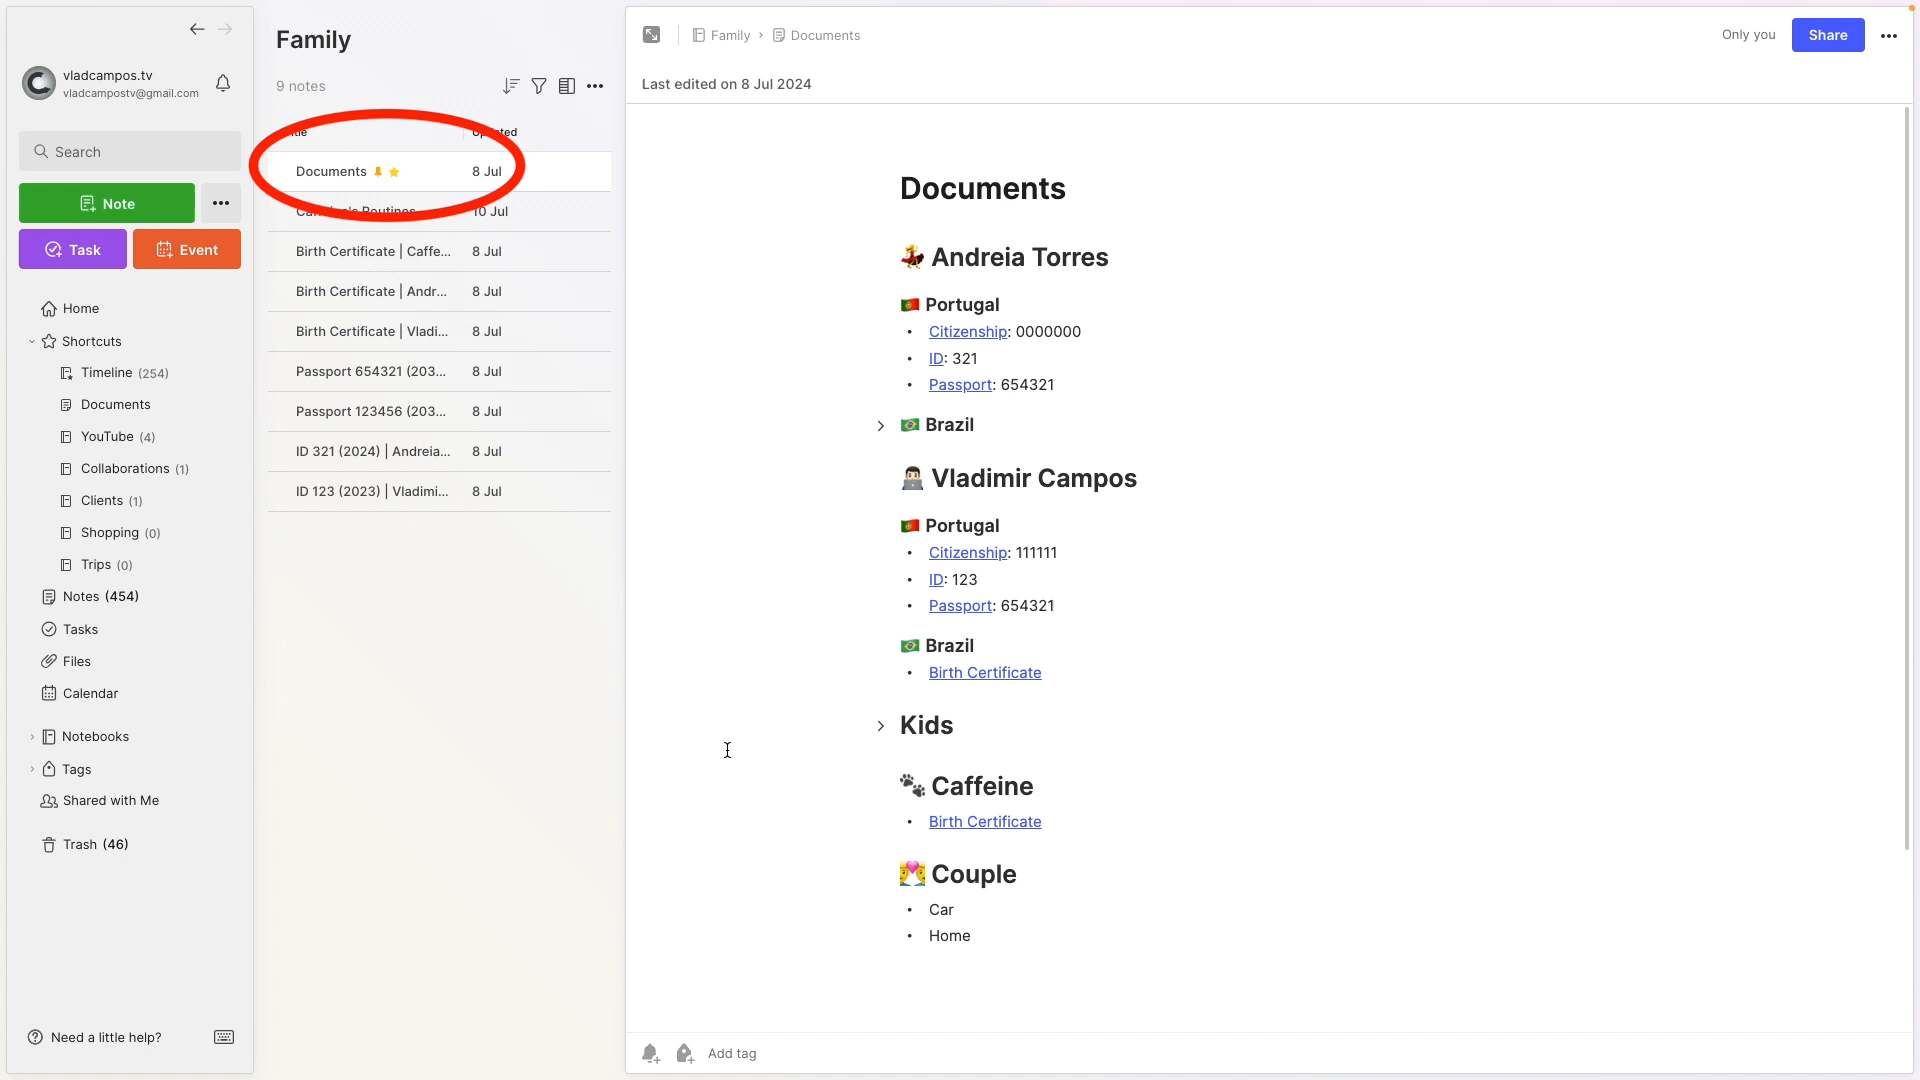 vladcampos.tv
vladcampostv@gmail.com
Search
Note
Task
Event
Home
Shortcuts
Timeline (254)
Documents
YouTube (4)
Collaborations (1)
Clients (1)
Shopping (0)
Trips (0)
Notes (454)
Tasks
Files
Calendar
Notebooks
Tags
Shared with Me
Trash (46)
Need a little help?
Family
9 notes
Documents 8 Jul
Routines 10 Jul
Birth Certificate | Caffe... 8 Jul
Birth Certificate | Andr... 8 Jul
Birth Certificate | Vladi... 8 Jul
Passport 654321 (203... 8 Jul
Passport 123456 (203... 8 Jul
ID 321 (2024) | Andreia... 8 Jul
ID 123 (2023) | Vladimi... 8 Jul
Family › Documents
Only you
Share
Last edited on 8 Jul 2024
Documents
Andreia Torres
Portugal
• Citizenship: 0000000
• ID: 321
• Passport: 654321
Brazil
Vladimir Campos
Portugal
• Citizenship: 111111
• ID: 123
• Passport: 654321
Brazil
• Birth Certificate
Kids
Caffeine
• Birth Certificate
Couple
• Car
• Home
Add tag